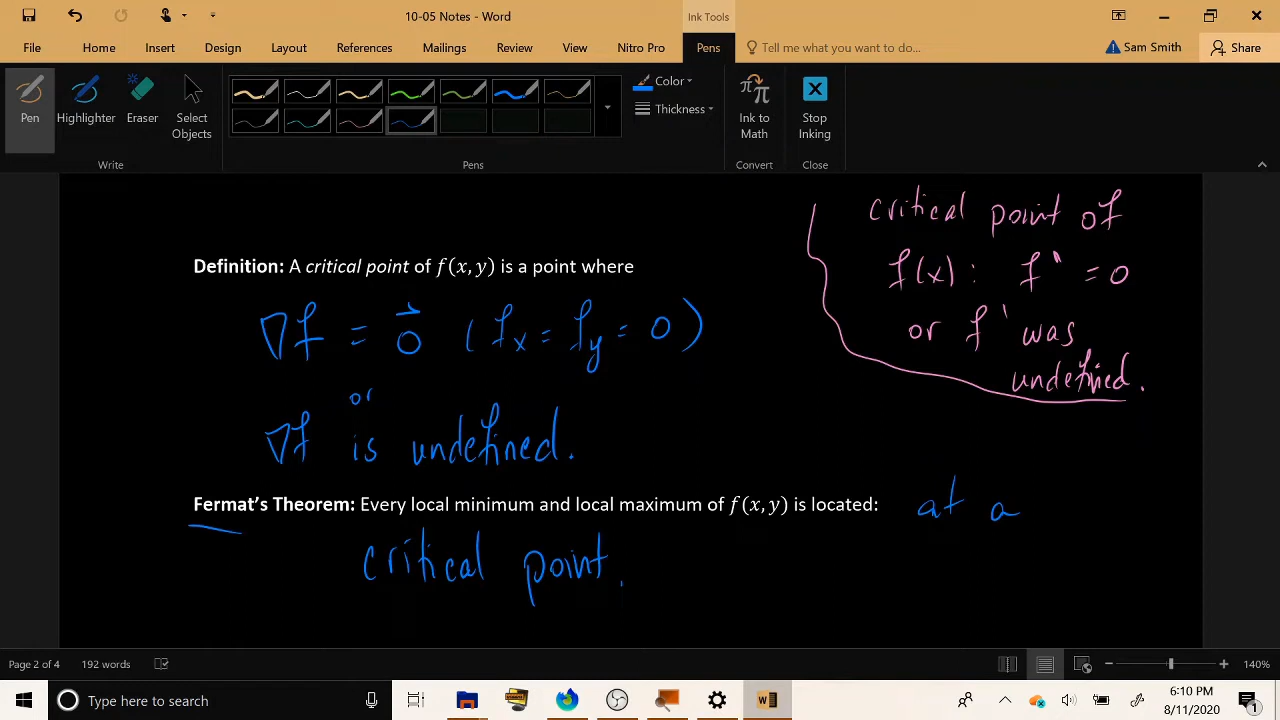 10-05 Notes - Word
Ink Tools
File Home Insert Design Layout References Mailings Review View Nitro Pro Pens Tell me what you want to do... Sam Smith Share
Pen Highlighter Eraser Select Objects Color Thickness Ink to Math Stop Inking
Write Pens Convert Close
critical point of
f(x): f' = 0
or f' was
undefined.
Definition: A critical point of f(x, y) is a point where
∇f = 0⃗ (fx = fy = 0)
or
∇f is undefined.
Fermat's Theorem: Every local minimum and local maximum of f(x, y) is located: at a
critical point.
Page 2 of 4 192 words 140%
Type here to search
6:10 PM
8/11/2020
1